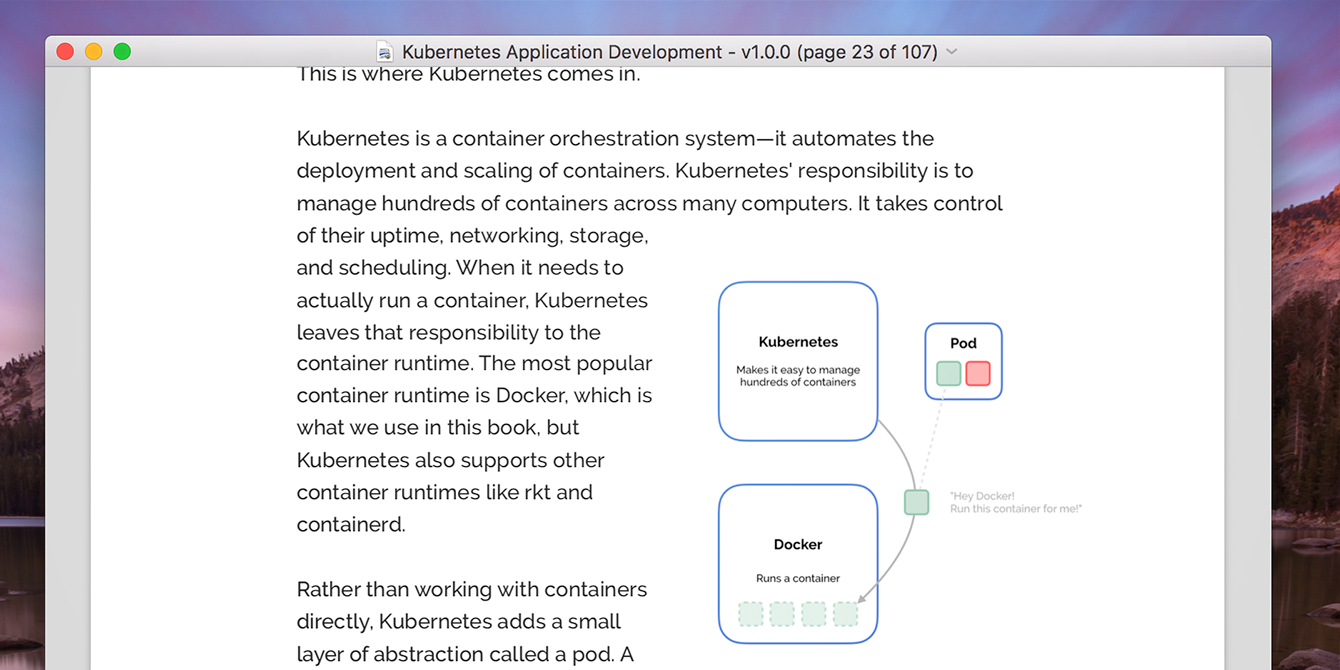 Kubernetes Application Development - v1.0.0 (page 23 of 107)
This is where Kubernetes comes in.
Kubernetes is a container orchestration system—it automates the
deployment and scaling of containers. Kubernetes' responsibility is to
manage hundreds of containers across many computers. It takes control
of their uptime, networking, storage,
and scheduling. When it needs to
actually run a container, Kubernetes
leaves that responsibility to the
container runtime. The most popular
container runtime is Docker, which is
what we use in this book, but
Kubernetes also supports other
container runtimes like rkt and
containerd.
Rather than working with containers
directly, Kubernetes adds a small
layer of abstraction called a pod. A
Kubernetes
Makes it easy to manage
hundreds of containers
Pod
"Hey Docker!
Run this container for me!"
Docker
Runs a container